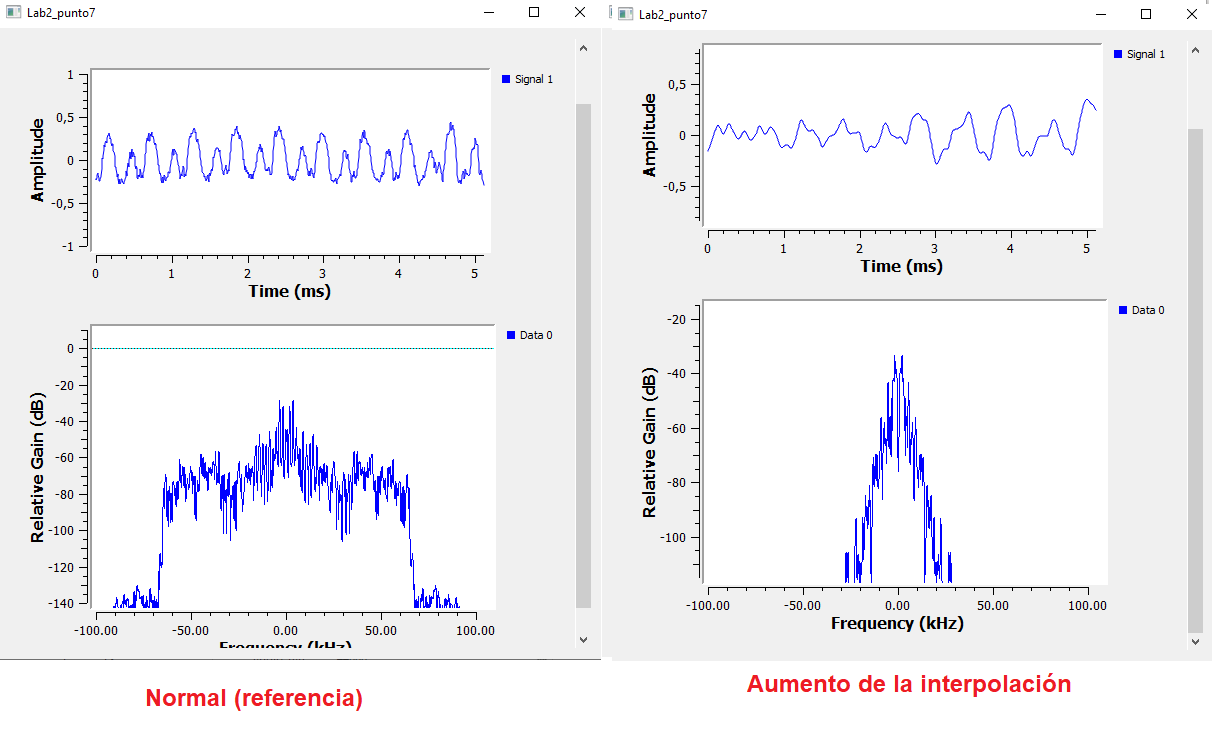 Lab2_punto7
Amplitude
1
0,5
0
-0,5
-1
Signal 1
0 1 2 3 4 5
Time (ms)
Relative Gain (dB)
0
-20
-40
-60
-80
-100
-120
-140
Data 0
-100.00 -50.00 0.00 50.00 100.00
Frequency (kHz)
Normal (referencia)
Lab2_punto7
Amplitude
0,5
0
-0,5
Signal 1
0 1 2 3 4 5
Time (ms)
Relative Gain (dB)
-20
-40
-60
-80
-100
Data 0
-100.00 -50.00 0.00 50.00 100.00
Frequency (kHz)
Aumento de la interpolación